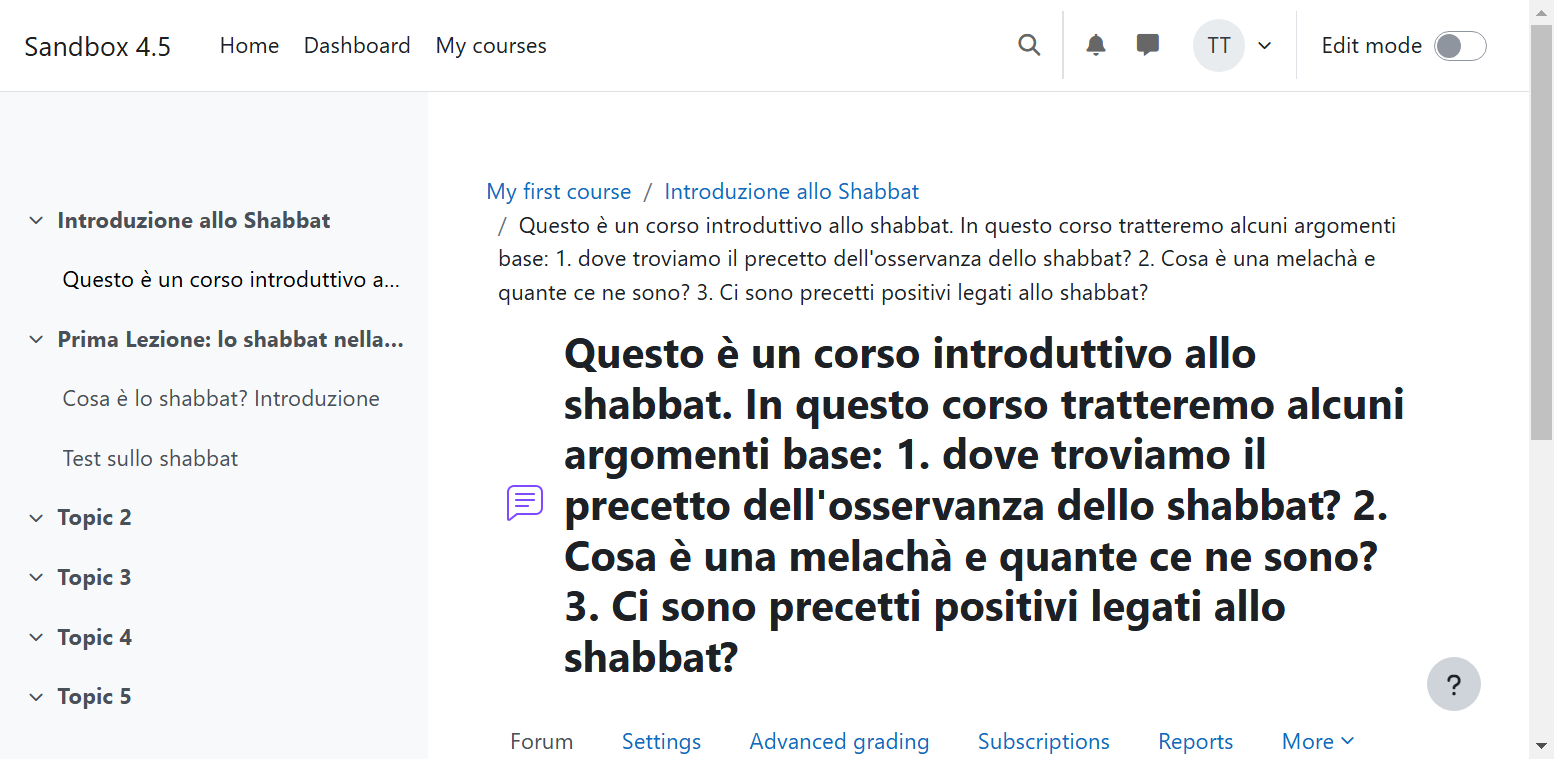 Sandbox 4.5 Home Dashboard My courses TT Edit mode
Introduzione allo Shabbat
Questo è un corso introduttivo a...
Prima Lezione: lo shabbat nella...
Cosa è lo shabbat? Introduzione
Test sullo shabbat
Topic 2
Topic 3
Topic 4
Topic 5
My first course / Introduzione allo Shabbat
/ Questo è un corso introduttivo allo shabbat. In questo corso tratteremo alcuni argomenti
base: 1. dove troviamo il precetto dell'osservanza dello shabbat? 2. Cosa è una melachà e
quante ce ne sono? 3. Ci sono precetti positivi legati allo shabbat?
Questo è un corso introduttivo allo
shabbat. In questo corso tratteremo alcuni
argomenti base: 1. dove troviamo il
precetto dell'osservanza dello shabbat? 2.
Cosa è una melachà e quante ce ne sono?
3. Ci sono precetti positivi legati allo
shabbat?
?
Forum Settings Advanced grading Subscriptions Reports More